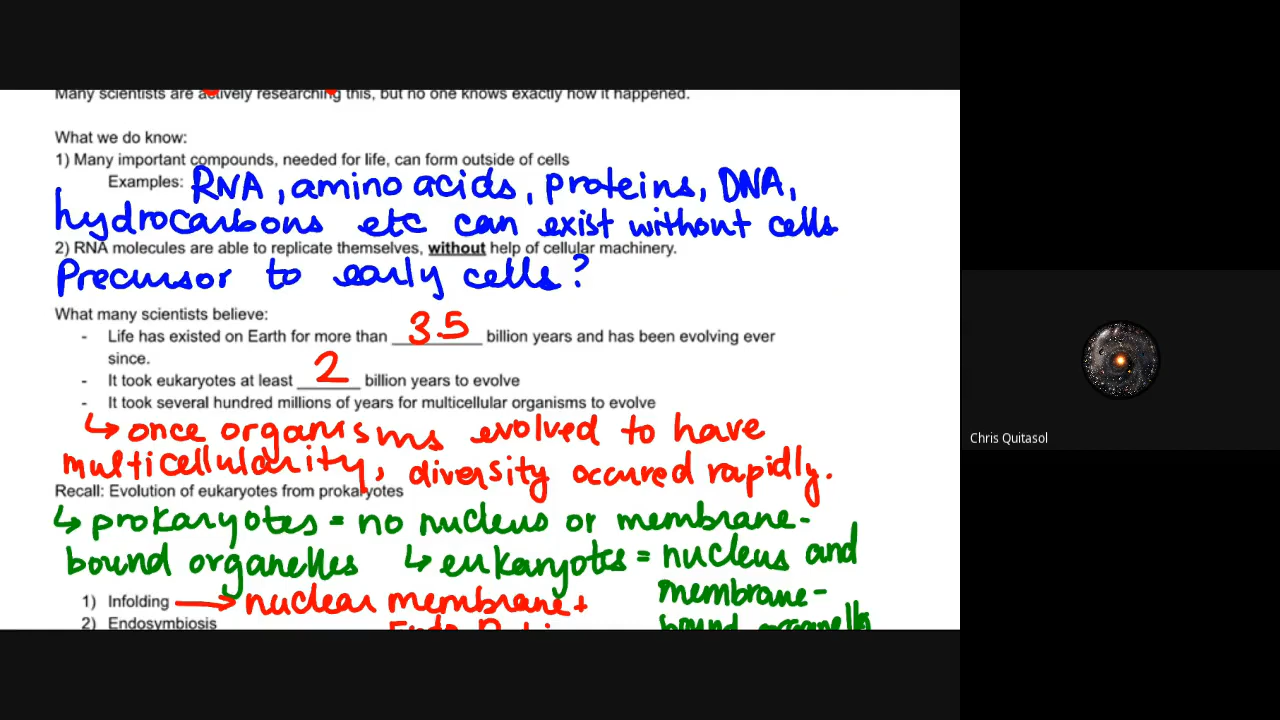 Many scientists are actively researching this, but no one knows exactly how it happened.
What we do know:
1) Many important compounds, needed for life, can form outside of cells
Examples: RNA, amino acids, proteins, DNA,
hydrocarbons etc can exist without cells.
2) RNA molecules are able to replicate themselves, without help of cellular machinery.
Precursor to early cells?
What many scientists believe:
- Life has existed on Earth for more than 3.5 billion years and has been evolving ever
since.
- It took eukaryotes at least 2 billion years to evolve
- It took several hundred millions of years for multicellular organisms to evolve
↳ once organisms evolved to have
multicellularity, diversity occured rapidly.
Recall: Evolution of eukaryotes from prokaryotes
↳ prokaryotes = no nucleus or membrane-
bound organelles ↳ eukaryotes = nucleus and
membrane-
bound organelles
1) Infolding → nuclear membrane +
2) Endosymbiosis
Chris Quitasol